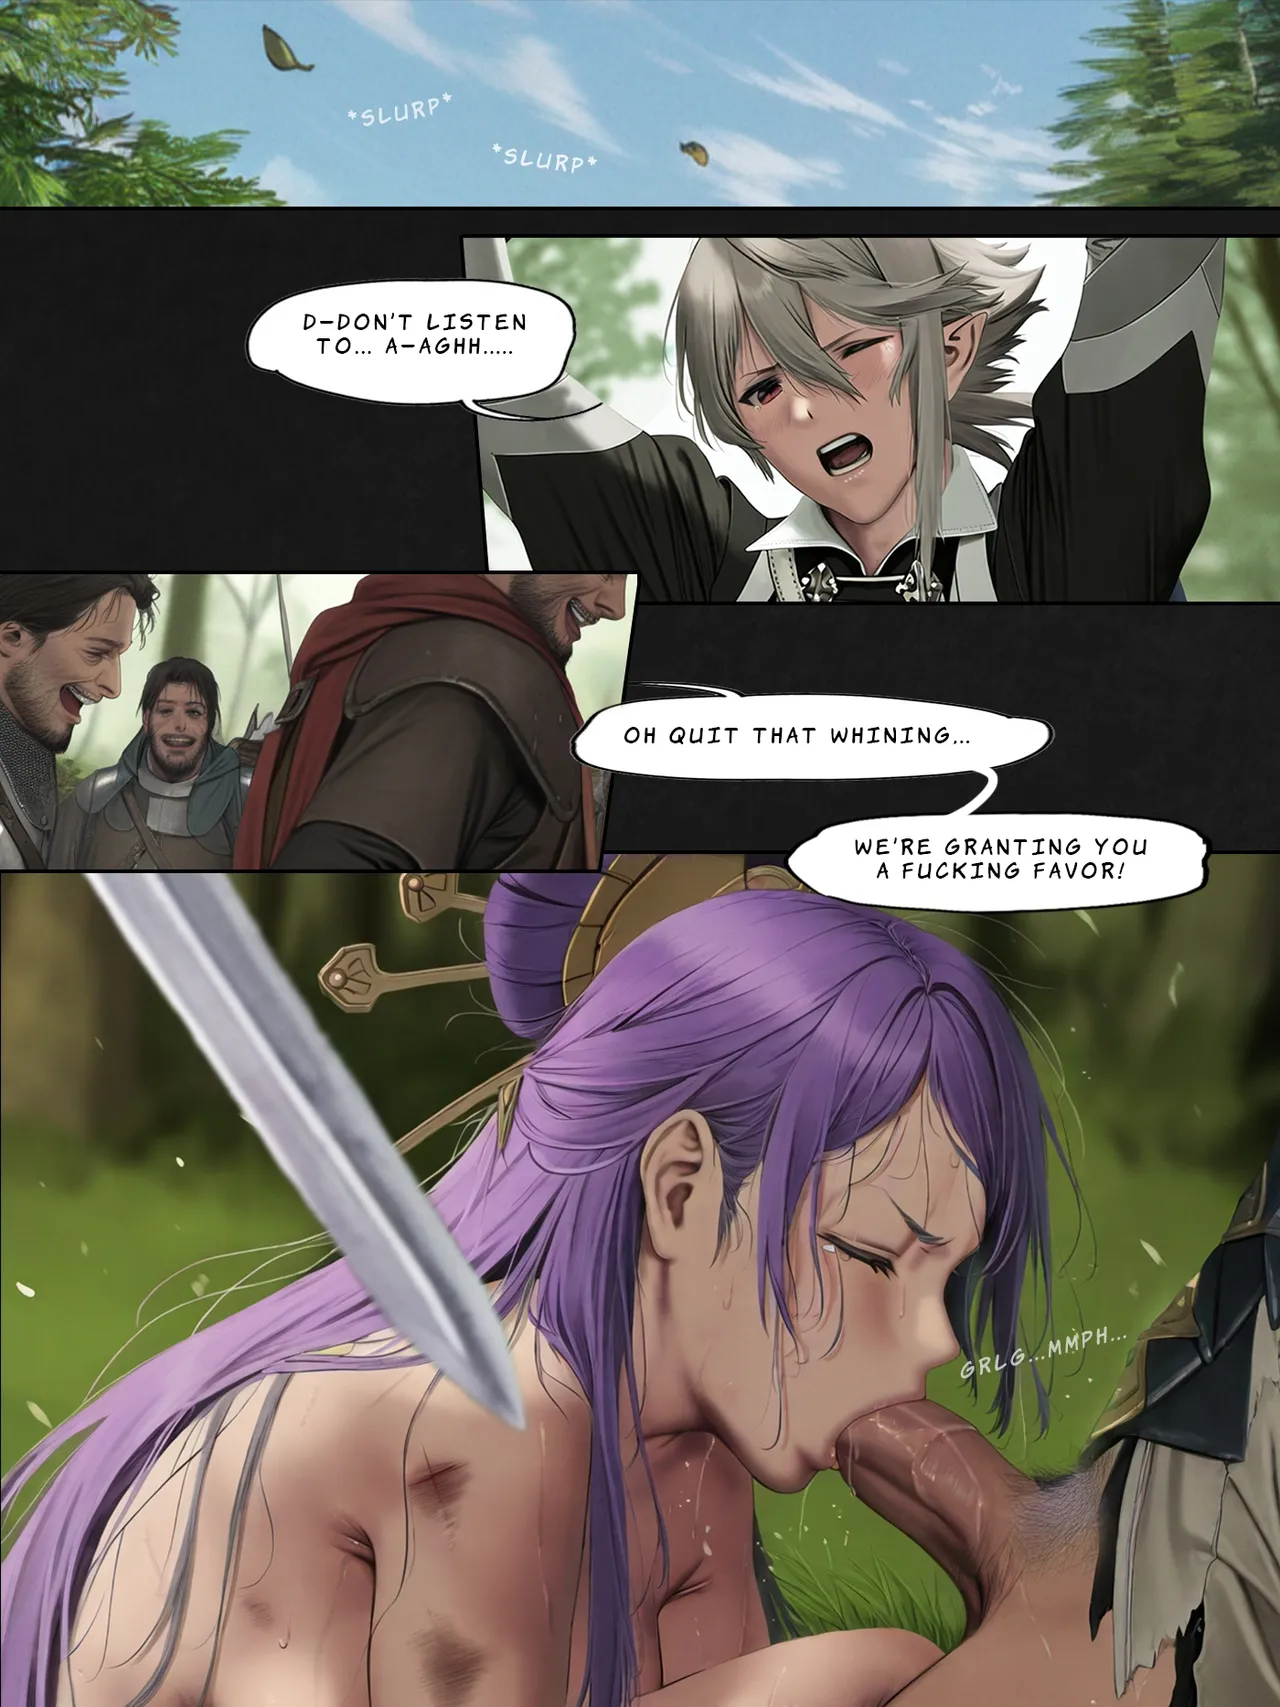 *SLURP*
*SLURP*
D-DON'T LISTEN
TO... A-AGHH.....
OH QUIT THAT WHINING...
WE'RE GRANTING YOU
A FUCKING FAVOR!
GRLG...MMPH...